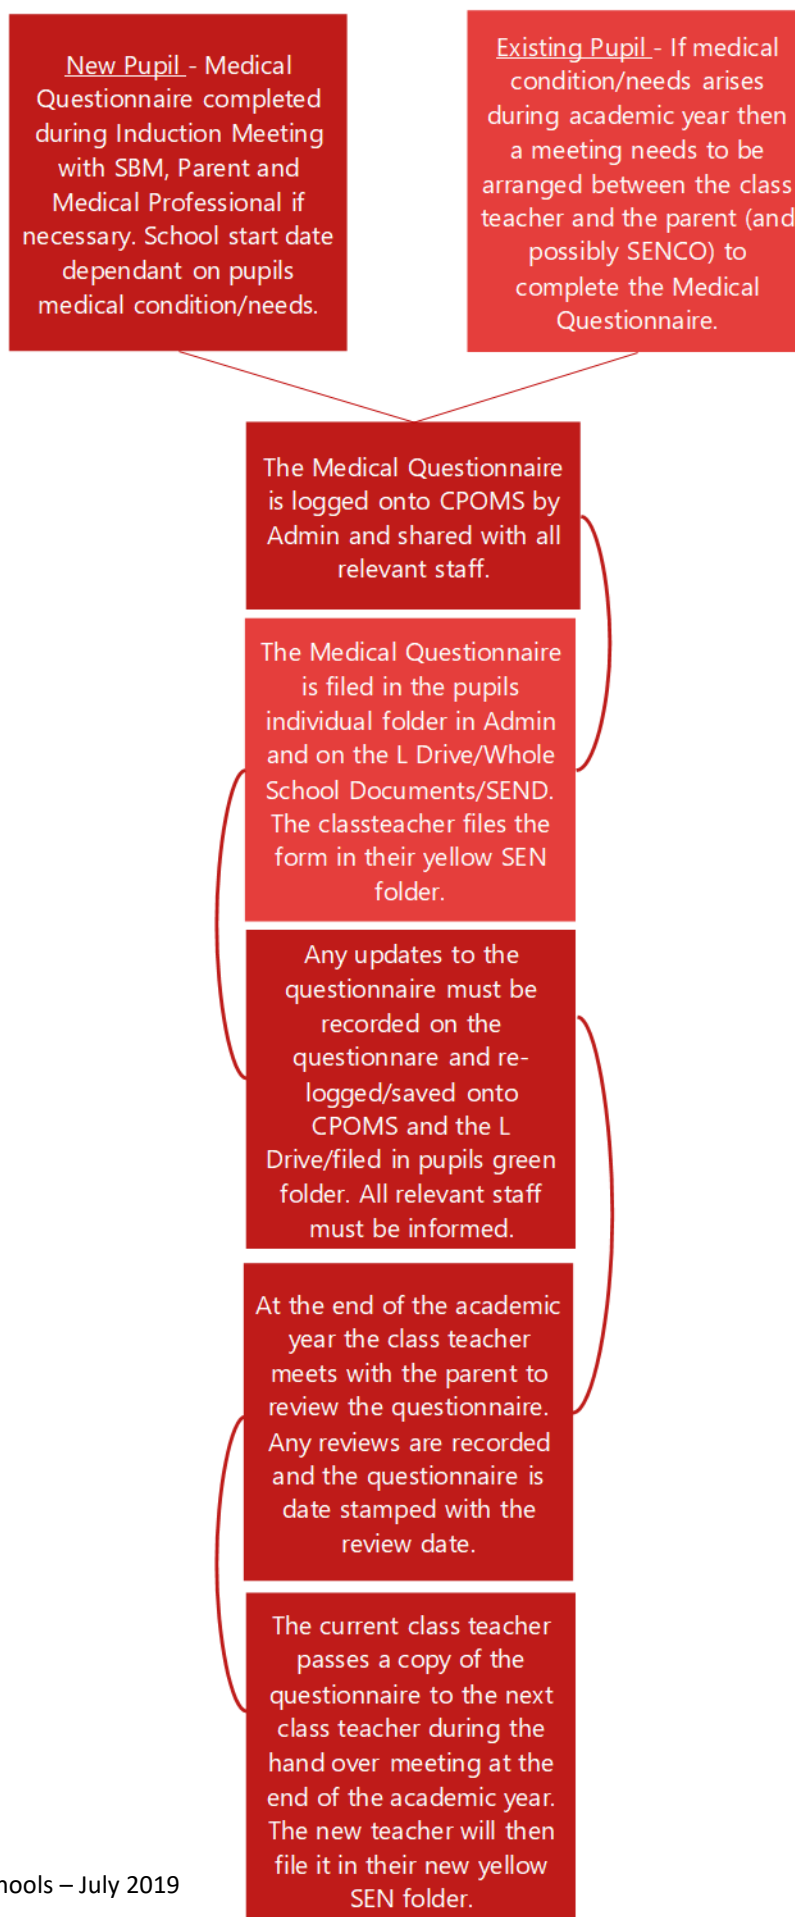 New Pupil - Medical
Questionnaire completed
during Induction Meeting
with SBM, Parent and
Medical Professional if
necessary. School start date
dependant on pupils
medical condition/needs.
Existing Pupil - If medical
condition/needs arises
during academic year then
a meeting needs to be
arranged between the class
teacher and the parent (and
possibly SENCO) to
complete the Medical
Questionnaire.
The Medical Questionnaire
is logged onto CPOMS by
Admin and shared with all
relevant staff.
The Medical Questionnaire
is filed in the pupils
individual folder in Admin
and on the L Drive/Whole
School Documents/SEND.
The classteacher files the
form in their yellow SEN
folder.
Any updates to the
questionnaire must be
recorded on the
questionnare and re-
logged/saved onto
CPOMS and the L
Drive/filed in pupils green
folder. All relevant staff
must be informed.
At the end of the academic
year the class teacher
meets with the parent to
review the questionnaire.
Any reviews are recorded
and the questionnaire is
date stamped with the
review date.
The current class teacher
passes a copy of the
questionnaire to the next
class teacher during the
hand over meeting at the
end of the academic year.
The new teacher will then
file it in their new yellow
SEN folder.
hools – July 2019